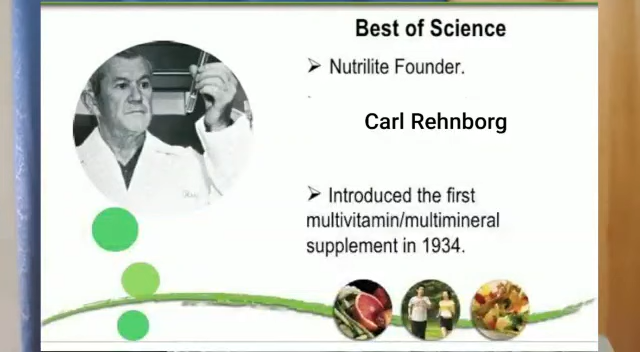 Best of Science
➢ Nutrilite Founder.
Carl Rehnborg
➢ Introduced the first
multivitamin/multimineral
supplement in 1934.